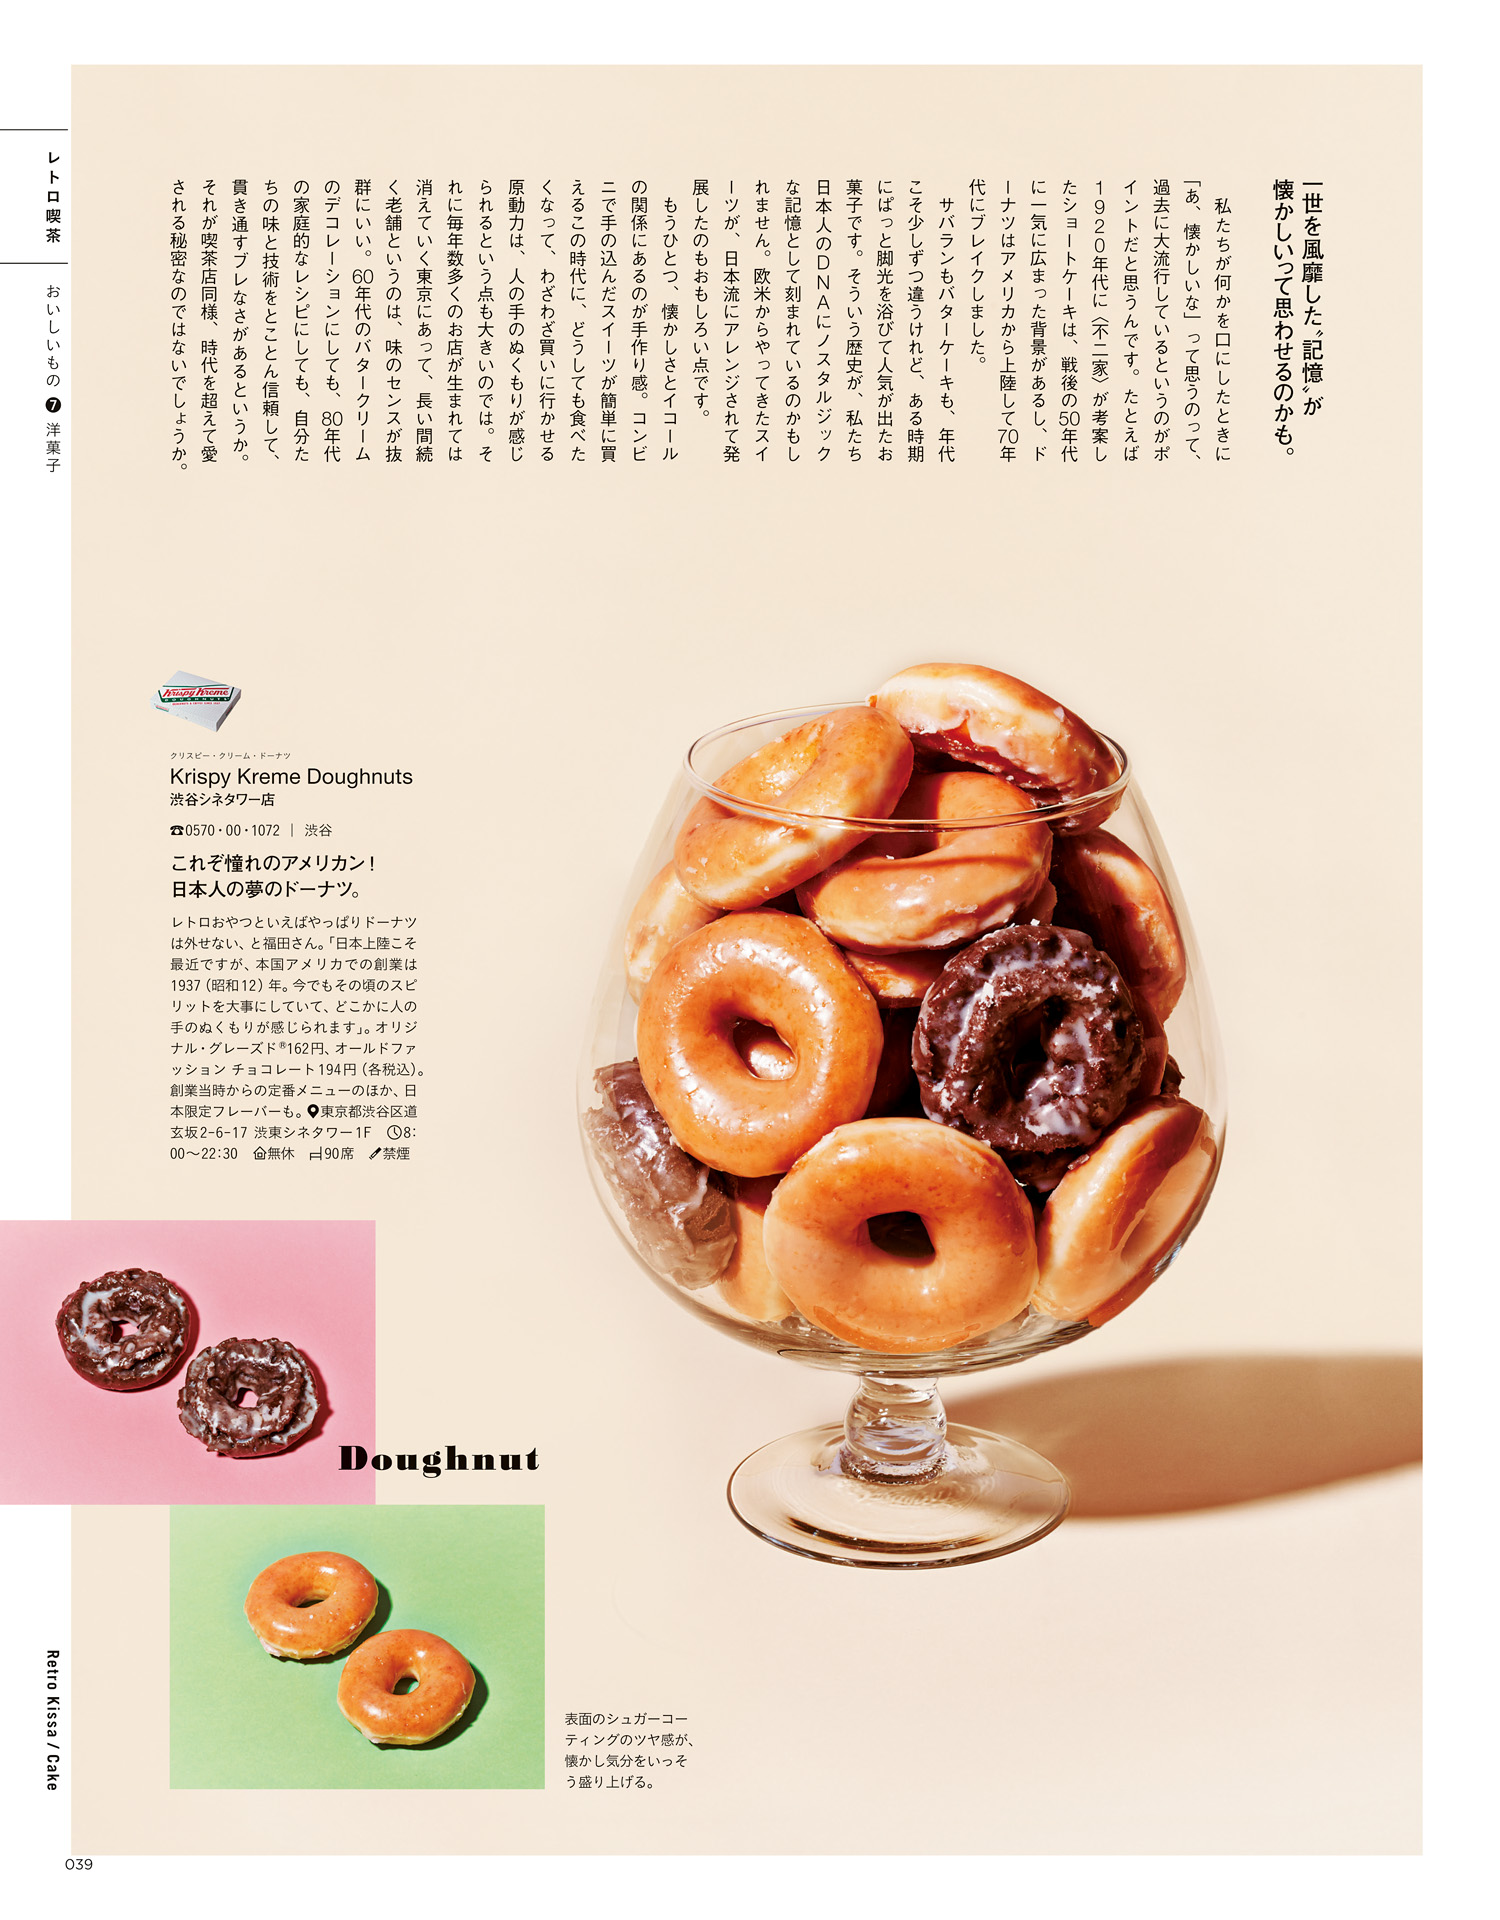 レトロ喫茶
おいしいもの ❼ 洋菓子
一世を風靡した〝記憶〟が
懐かしいって思わせるのかも。
私たちが何かを口にしたときに
「あ、懐かしいな」って思うのって、
過去に大流行しているというのがポ
イントだと思うんです。たとえば
1920年代に〈不二家〉が考案し
たショートケーキは、戦後の50年代
に一気に広まった背景があるし、ド
ーナツはアメリカから上陸して70年
代にブレイクしました。
サバランもバターケーキも、年代
こそ少しずつ違うけれど、ある時期
にぱっと脚光を浴びて人気が出たお
菓子です。そういう歴史が、私たち
日本人のDNAにノスタルジック
な記憶として刻まれているのかもし
れません。欧米からやってきたスイ
ーツが、日本流にアレンジされて発
展したのもおもしろい点です。
もうひとつ、懐かしさとイコール
の関係にあるのが手作り感。コンビ
ニで手の込んだスイーツが簡単に買
えるこの時代に、どうしても食べた
くなって、わざわざ買いに行かせる
原動力は、人の手のぬくもりが感じ
られるという点も大きいのでは。そ
れに毎年数多くのお店が生まれては
消えていく東京にあって、長い間続
く老舗というのは、味のセンスが抜
群にいい。60年代のバタークリーム
のデコレーションにしても、80年代
の家庭的なレシピにしても、自分た
ちの味と技術をとことん信頼して、
貫き通すブレなさがあるというか。
それが喫茶店同様、時代を超えて愛
される秘密なのではないでしょうか。
Krispy Kreme
DOUGHNUTS
クリスピー・クリーム・ドーナツ
Krispy Kreme Doughnuts
渋谷シネタワー店
☎0570・00・1072 | 渋谷
これぞ憧れのアメリカン!
日本人の夢のドーナツ。
レトロおやつといえばやっぱりドーナツ
は外せない、と福田さん。「日本上陸こそ
最近ですが、本国アメリカでの創業は
1937(昭和12)年。今でもその頃のスピ
リットを大事にしていて、どこかに人の
手のぬくもりが感じられます」。オリジ
ナル・グレーズド®162円、オールドファ
ッション チョコレート194円(各税込)。
創業当時からの定番メニューのほか、日
本限定フレーバーも。東京都渋谷区道
玄坂2-6-17 渋東シネタワー1F 8:
00〜22:30 無休 90席 禁煙
Doughnut
表面のシュガーコー
ティングのツヤ感が、
懐かし気分をいっそ
う盛り上げる。
Retro Kissa / Cake
039